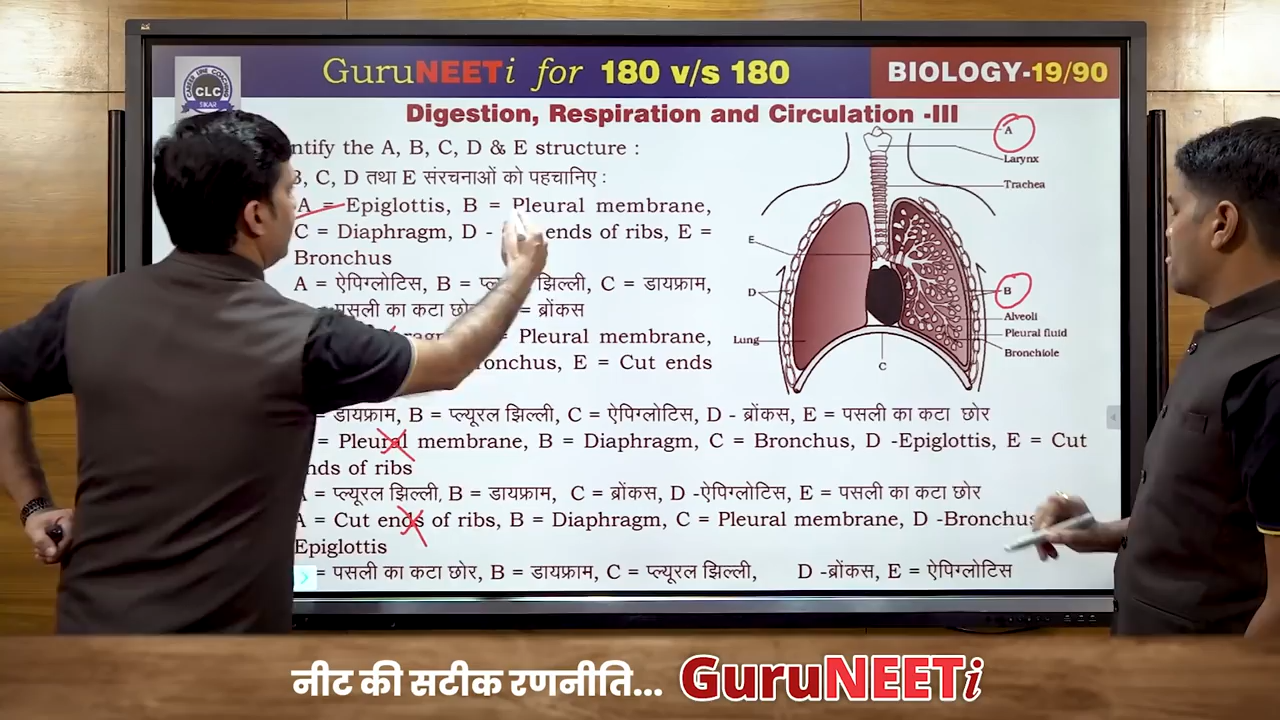 CAREER LINE COACHING
CLC
SIKAR
GuruNEETi for 180 v/s 180
BIOLOGY-19/90
Digestion, Respiration and Circulation -III
ntify the A, B, C, D & E structure :
B, C, D तथा E संरचनाओं को पहचानिए :
A = Epiglottis, B = Pleural membrane,
C = Diaphragm, D - ends of ribs, E =
Bronchus
A = ऐपिग्लोटिस, B = झिल्ली, C = डायफ्राम,
पसली का कटा = ब्रोंकस
Pleural membrane,
ronchus, E = Cut ends
= डायफ्राम, B = प्ल्यूरल झिल्ली, C = ऐपिग्लोटिस, D - ब्रोंकस, E = पसली का कटा छोर
= Pleural membrane, B = Diaphragm, C = Bronchus, D -Epiglottis, E = Cut
nds of ribs
A = प्ल्यूरल झिल्ली, B = डायफ्राम, C = ब्रोंकस, D -ऐपिग्लोटिस, E = पसली का कटा छोर
A = Cut ends of ribs, B = Diaphragm, C = Pleural membrane, D -Bronchus
Epiglottis
= पसली का कटा छोर, B = डायफ्राम, C = प्ल्यूरल झिल्ली, D -ब्रोंकस, E = ऐपिग्लोटिस
A
Larynx
Trachea
E
D
B
Alveoli
Pleural fluid
Lung
Bronchiole
C
नीट की सटीक रणनीति... GuruNEETi